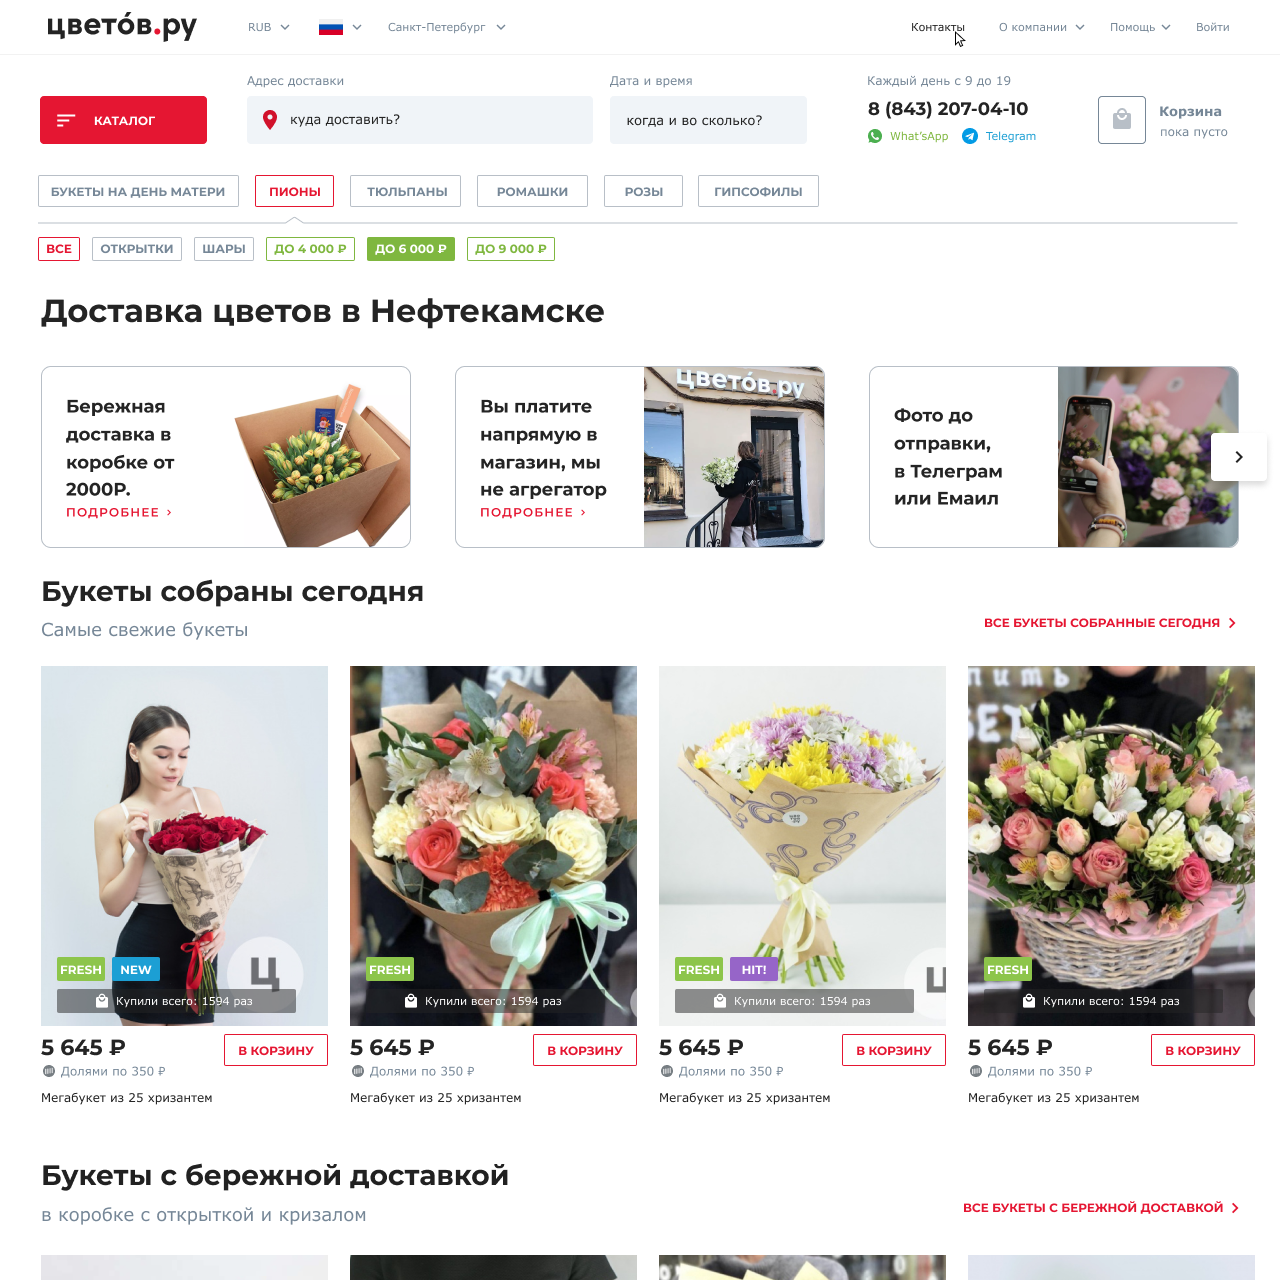 цветóв.ру
RUB
Санкт-Петербург
Контакты
О компании
Помощь
Войти
КАТАЛОГ
Адрес доставки
куда доставить?
Дата и время
когда и во сколько?
Каждый день с 9 до 19
8 (843) 207-04-10
What'sApp
Telegram
Корзина
пока пусто
БУКЕТЫ НА ДЕНЬ МАТЕРИ
ПИОНЫ
ТЮЛЬПАНЫ
РОМАШКИ
РОЗЫ
ГИПСОФИЛЫ
ВСЕ
ОТКРЫТКИ
ШАРЫ
ДО 4 000 ₽
ДО 6 000 ₽
ДО 9 000 ₽
Доставка цветов в Нефтекамске
Бережная
доставка в
коробке от
2000Р.
ПОДРОБНЕЕ
Вы платите
напрямую в
магазин, мы
не агрегатор
ПОДРОБНЕЕ
цветóв.ру
Фото до
отправки,
в Телеграм
или Емаил
Букеты собраны сегодня
Самые свежие букеты
ВСЕ БУКЕТЫ СОБРАННЫЕ СЕГОДНЯ
FRESH
NEW
Ц
Купили всего: 1594 раз
5 645 ₽
В КОРЗИНУ
Долями по 350 ₽
Мегабукет из 25 хризантем
FRESH
Купили всего: 1594 раз
5 645 ₽
В КОРЗИНУ
Долями по 350 ₽
Мегабукет из 25 хризантем
FRESH
HIT!
Ц
Купили всего: 1594 раз
5 645 ₽
В КОРЗИНУ
Долями по 350 ₽
Мегабукет из 25 хризантем
FRESH
Купили всего: 1594 раз
5 645 ₽
В КОРЗИНУ
Долями по 350 ₽
Мегабукет из 25 хризантем
Букеты с бережной доставкой
в коробке с открыткой и кризалом
ВСЕ БУКЕТЫ С БЕРЕЖНОЙ ДОСТАВКОЙ